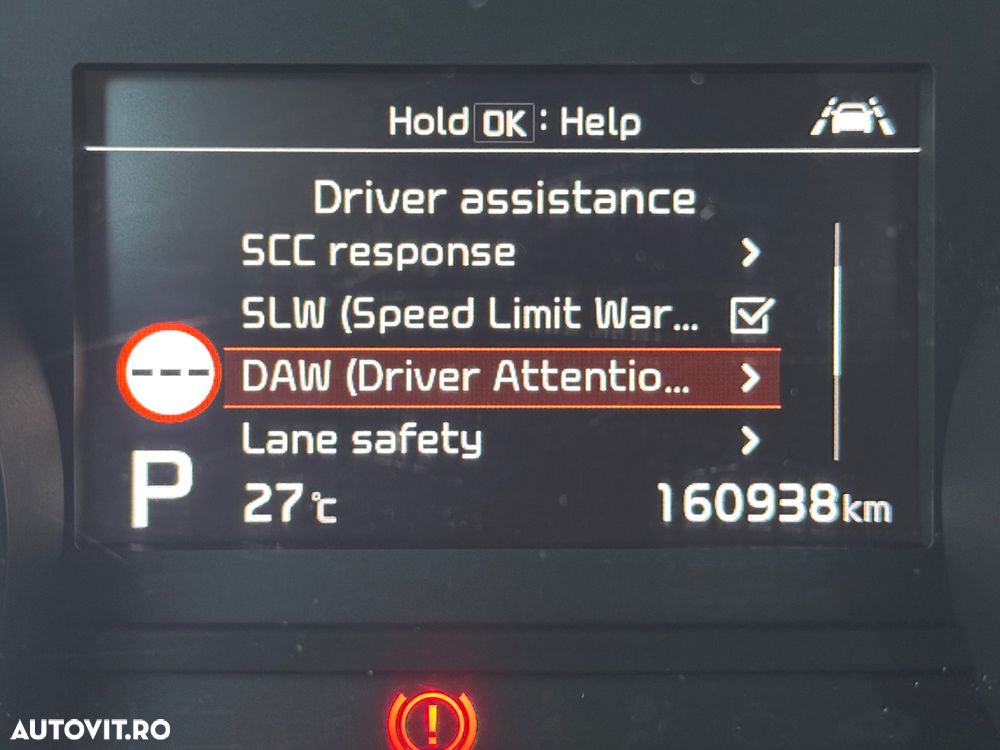 Hold OK : Help
Driver assistance
SCC response
SLW (Speed Limit War...
DAW (Driver Attentio...
Lane safety
---
P
27℃
160938km
!
AUTOVIT.RO